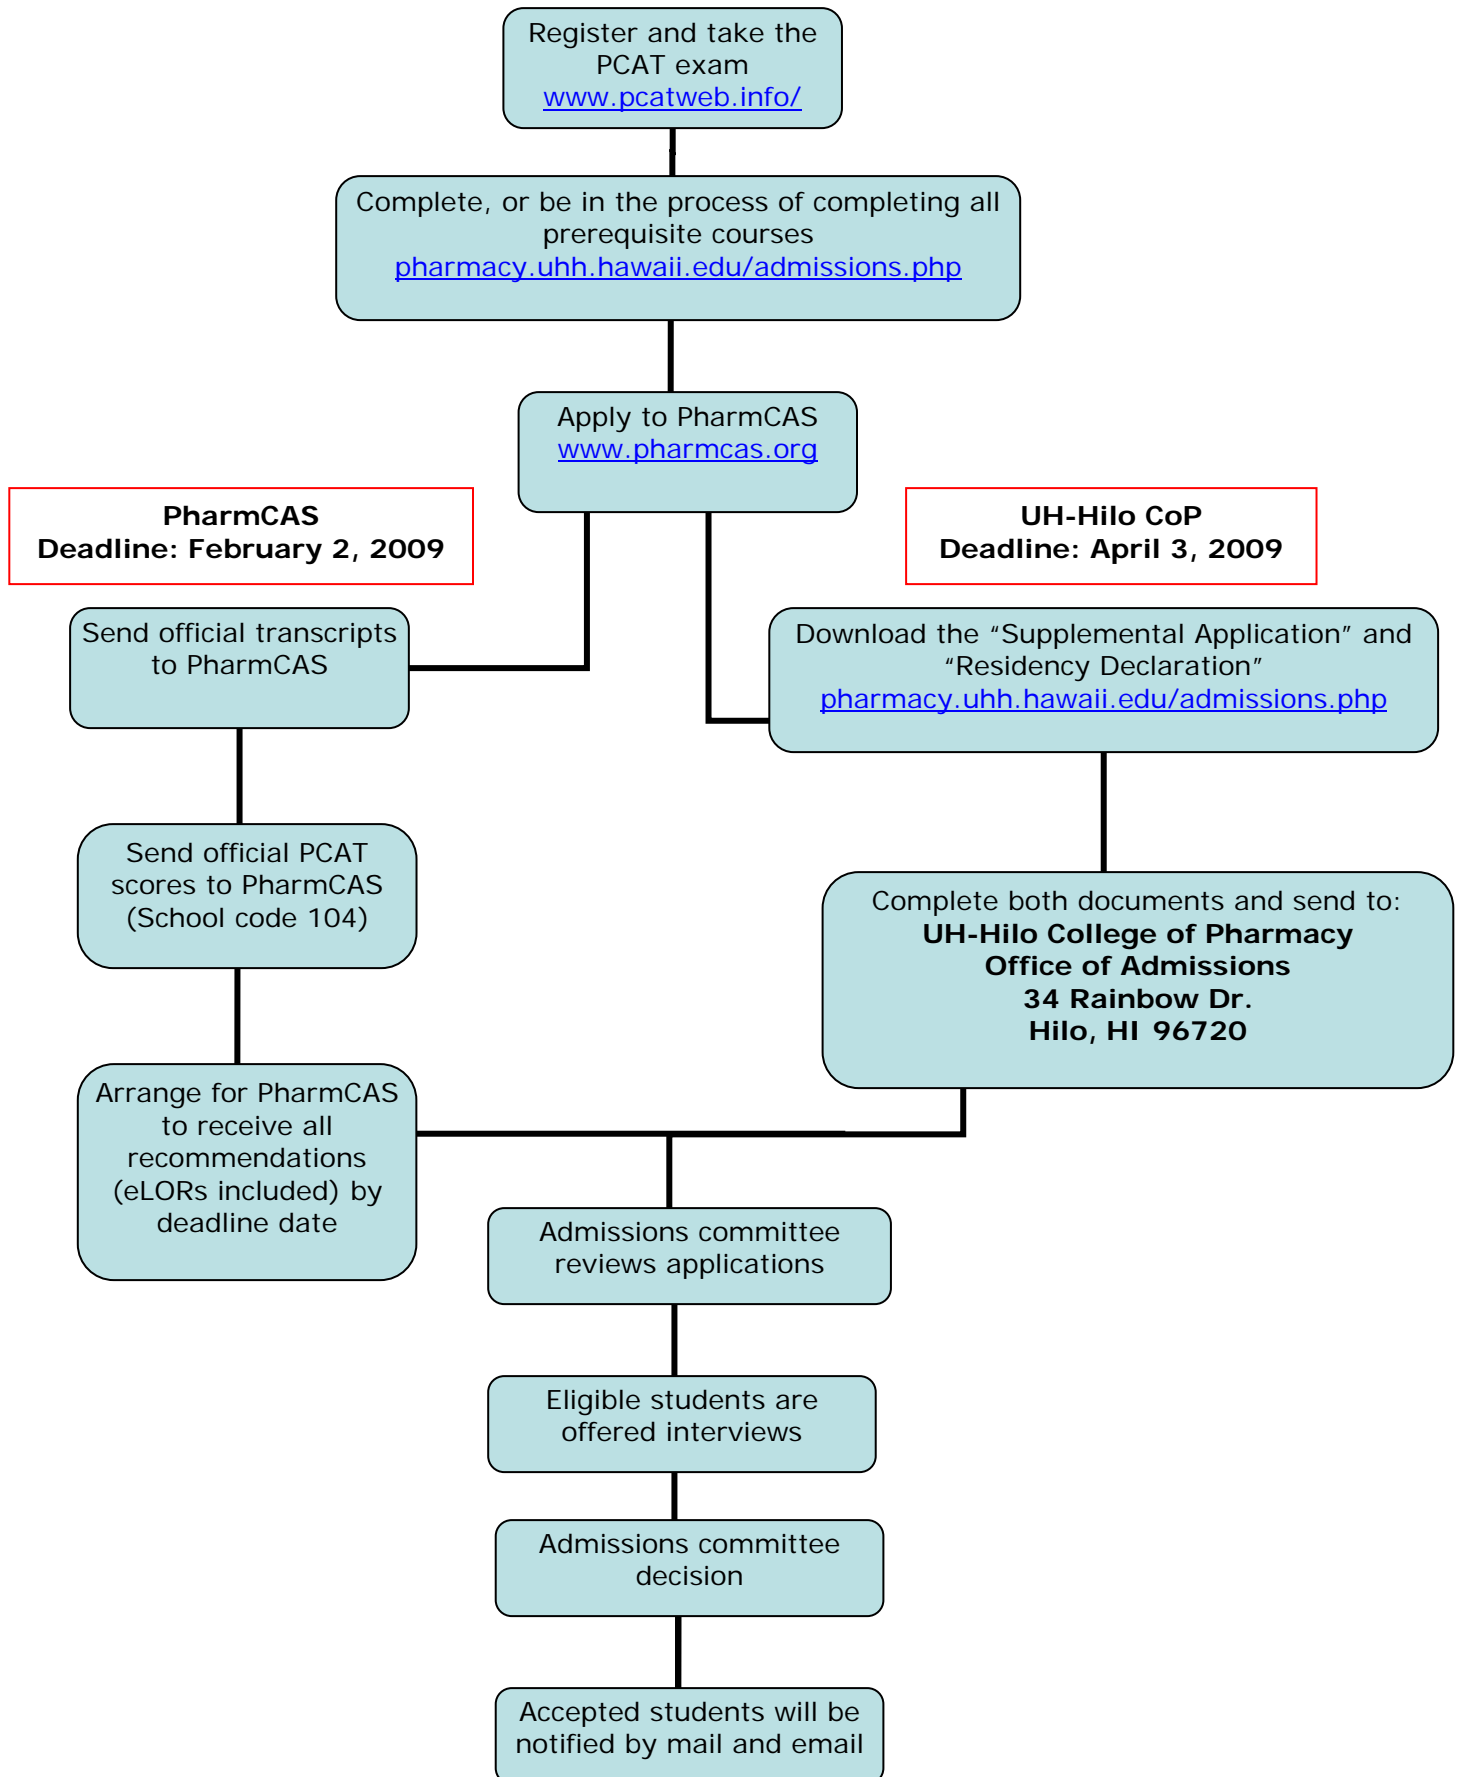 Register and take the
PCAT exam
www.pcatweb.info/
Complete, or be in the process of completing all
prerequisite courses
pharmacy.uhh.hawaii.edu/admissions.php
Apply to PharmCAS
www.pharmcas.org
PharmCAS
Deadline: February 2, 2009
UH-Hilo CoP
Deadline: April 3, 2009
Send official transcripts
to PharmCAS
Download the “Supplemental Application” and
“Residency Declaration”
pharmacy.uhh.hawaii.edu/admissions.php
Send official PCAT
scores to PharmCAS
(School code 104)
Complete both documents and send to:
UH-Hilo College of Pharmacy
Office of Admissions
34 Rainbow Dr.
Hilo, HI 96720
Arrange for PharmCAS
to receive all
recommendations
(eLORs included) by
deadline date
Admissions committee
reviews applications
Eligible students are
offered interviews
Admissions committee
decision
Accepted students will be
notified by mail and email